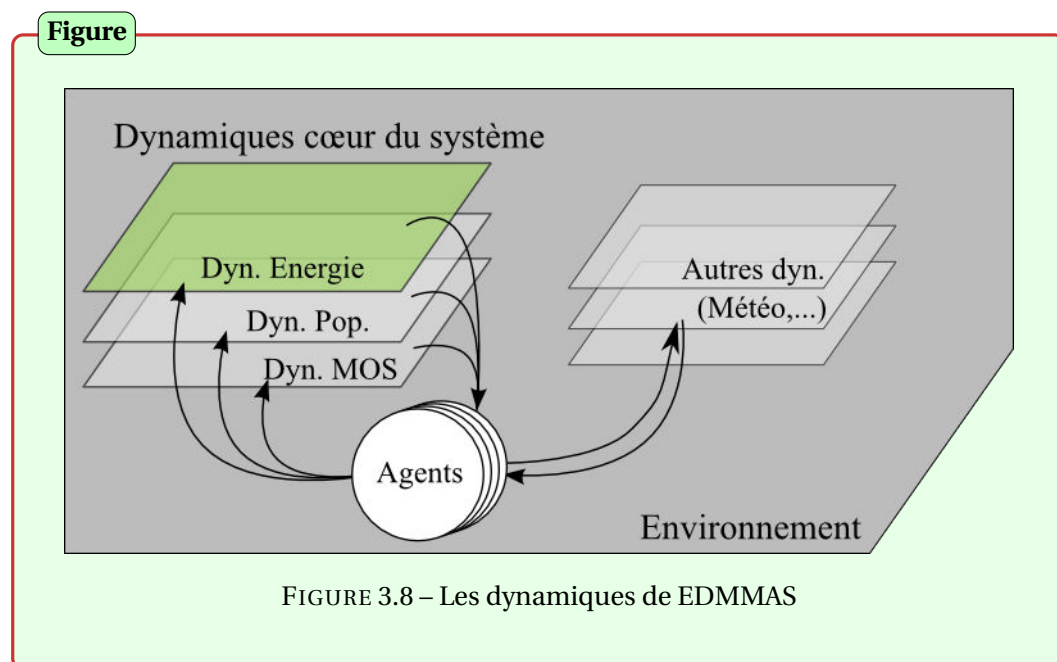 Figure
Dynamiques cœur du système
Dyn. Energie
Dyn. Pop.
Dyn. MOS
Autres dyn.
(Météo,...)
Agents
Environnement
FIGURE 3.8 – Les dynamiques de EDMMAS